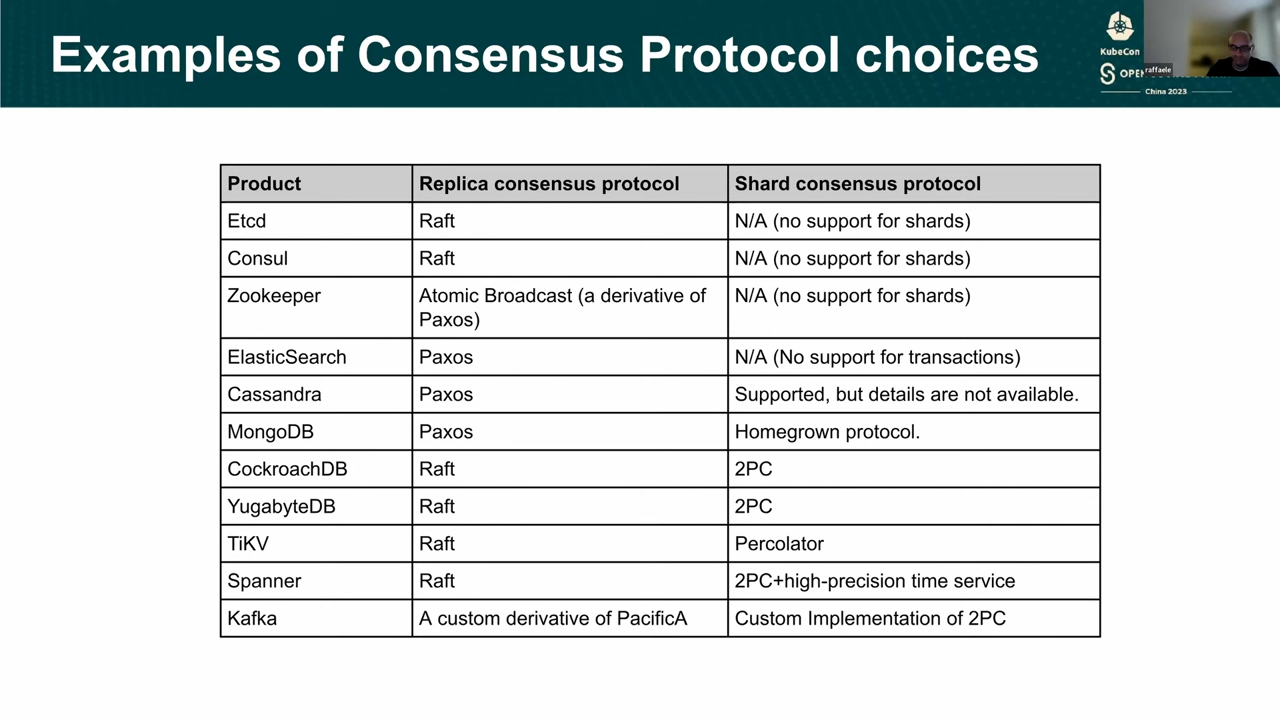 Examples of Consensus Protocol choices
KubeCon
OPEN
China 2023
raffaele
Product Replica consensus protocol Shard consensus protocol
Etcd Raft N/A (no support for shards)
Consul Raft N/A (no support for shards)
Zookeeper Atomic Broadcast (a derivative of Paxos) N/A (no support for shards)
ElasticSearch Paxos N/A (No support for transactions)
Cassandra Paxos Supported, but details are not available.
MongoDB Paxos Homegrown protocol.
CockroachDB Raft 2PC
YugabyteDB Raft 2PC
TiKV Raft Percolator
Spanner Raft 2PC+high-precision time service
Kafka A custom derivative of PacificA Custom Implementation of 2PC